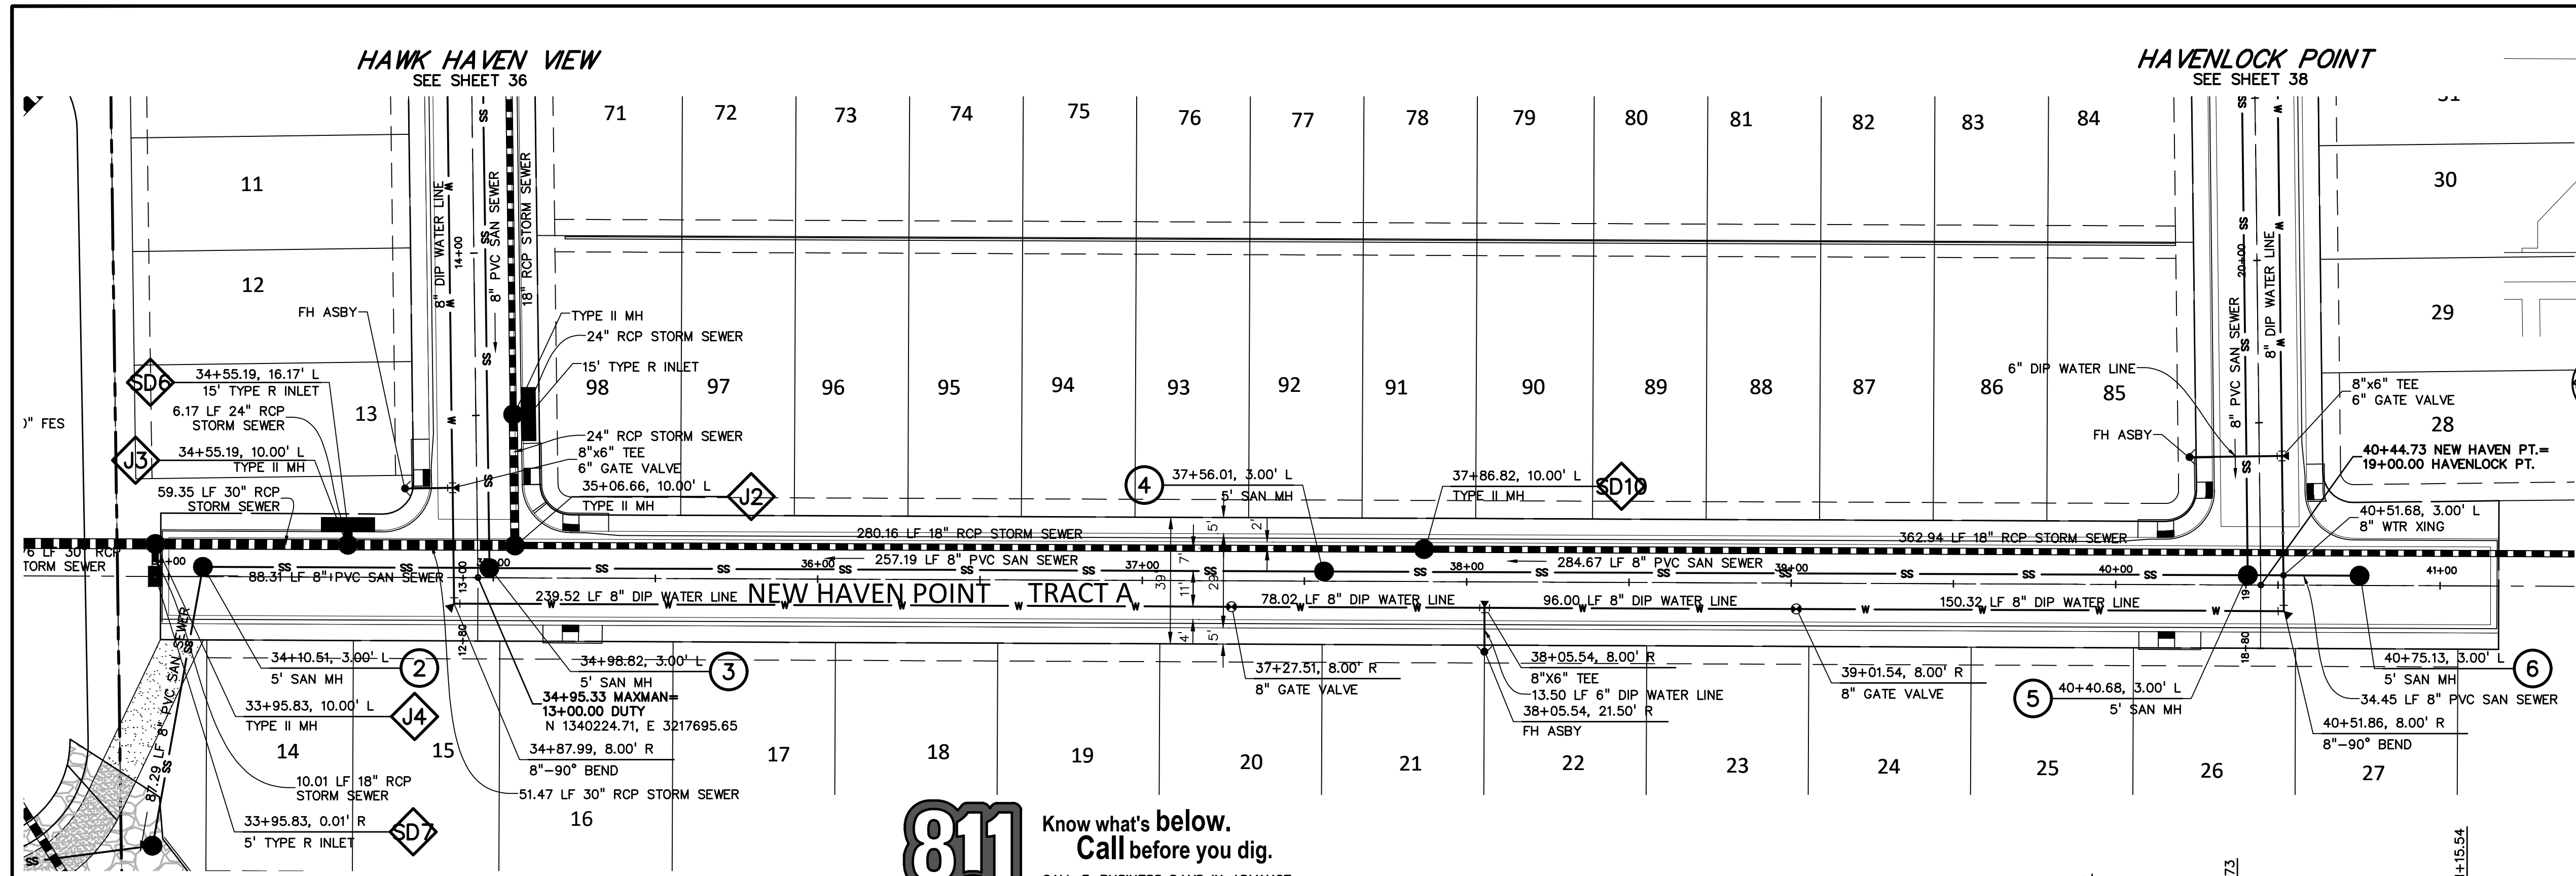 HAWK HAVEN VIEW
SEE SHEET 36
HAVENLOCK POINT
SEE SHEET 38
71
72
73
74
75
76
77
78
79
80
81
82
83
84
30
11
12
29
FH ASBY
8" DIP WATER LINE
14+00
8" PVC SAN SEWER
18" RCP STORM SEWER
TYPE II MH
24" RCP STORM SEWER
15' TYPE R INLET
8" PVC SAN SEWER
20+00
8" DIP WATER LINE
SD6
34+55.19, 16.17' L
15' TYPE R INLET
6.17 LF 24" RCP
STORM SEWER
13
98
97
96
95
94
93
92
91
90
89
88
87
86
85
6" DIP WATER LINE
8"x6" TEE
6" GATE VALVE
28
" FES
J3
34+55.19, 10.00' L
TYPE II MH
24" RCP STORM SEWER
8"x6" TEE
6" GATE VALVE
35+06.66, 10.00' L
TYPE II MH
J2
4
37+56.01, 3.00' L
5' SAN MH
37+86.82, 10.00' L
TYPE II MH
SD10
FH ASBY
40+44.73 NEW HAVEN PT.=
19+00.00 HAVENLOCK PT.
59.35 LF 30" RCP
STORM SEWER
40+51.68, 3.00' L
8" WTR XING
280.16 LF 18" RCP STORM SEWER
362.94 LF 18" RCP STORM SEWER
6 LF 30" RCP
TORM SEWER
88.31 LF 8" PVC SAN SEWER
257.19 LF 8" PVC SAN SEWER
284.67 LF 8" PVC SAN SEWER
36+00
37+00
38+00
39+00
40+00
41+00
13+00
12+80
239.52 LF 8" DIP WATER LINE
NEW HAVEN POINT
TRACT A
78.02 LF 8" DIP WATER LINE
96.00 LF 8" DIP WATER LINE
150.32 LF 8" DIP WATER LINE
39'
5'
7'
11'
29'
2'
4'
5'
18+80
34+10.51, 3.00' L
5' SAN MH
2
34+98.82, 3.00' L
5' SAN MH
3
37+27.51, 8.00' R
8" GATE VALVE
38+05.54, 8.00' R
8"X6" TEE
13.50 LF 6" DIP WATER LINE
38+05.54, 21.50' R
FH ASBY
39+01.54, 8.00' R
8" GATE VALVE
5
40+40.68, 3.00' L
5' SAN MH
40+75.13, 3.00' L
5' SAN MH
6
34.45 LF 8" PVC SAN SEWER
40+51.86, 8.00' R
8"-90° BEND
33+95.83, 10.00' L
TYPE II MH
J4
34+95.33 MAXMAN=
13+00.00 DUTY
N 1340224.71, E 3217695.65
34+87.99, 8.00' R
8"-90° BEND
51.47 LF 30" RCP STORM SEWER
87.29 LF 8" PVC SAN SEWER
10.01 LF 18" RCP
STORM SEWER
33+95.83, 0.01' R
5' TYPE R INLET
SD7
14
15
16
17
18
19
20
21
22
23
24
25
26
27
811
Know what's below.
Call before you dig.
+15.54
73